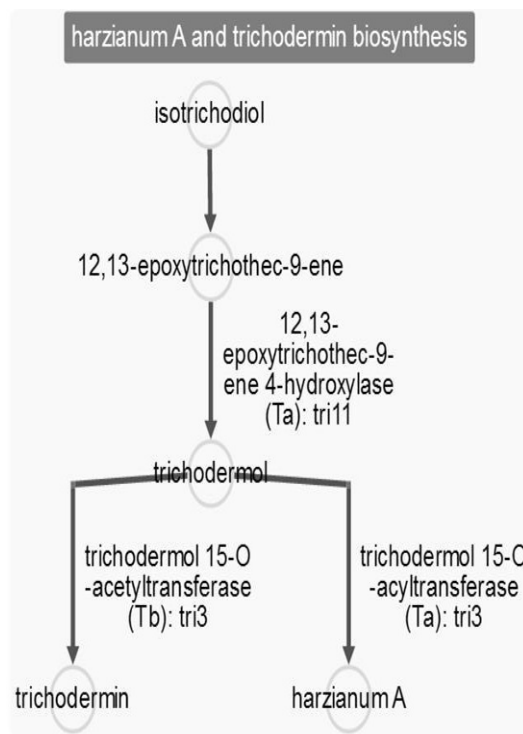 harzianum A and trichodermin biosynthesis
isotrichodiol
12,13-epoxytrichothec-9-ene
12,13-
epoxytrichothec-9-
ene 4-hydroxylase
(Ta): tri11
trichodermol
trichodermol 15-O
-acetyltransferase
(Tb): tri3
trichodermol 15-O
-acyltransferase
(Ta): tri3
trichodermin
harzianum A